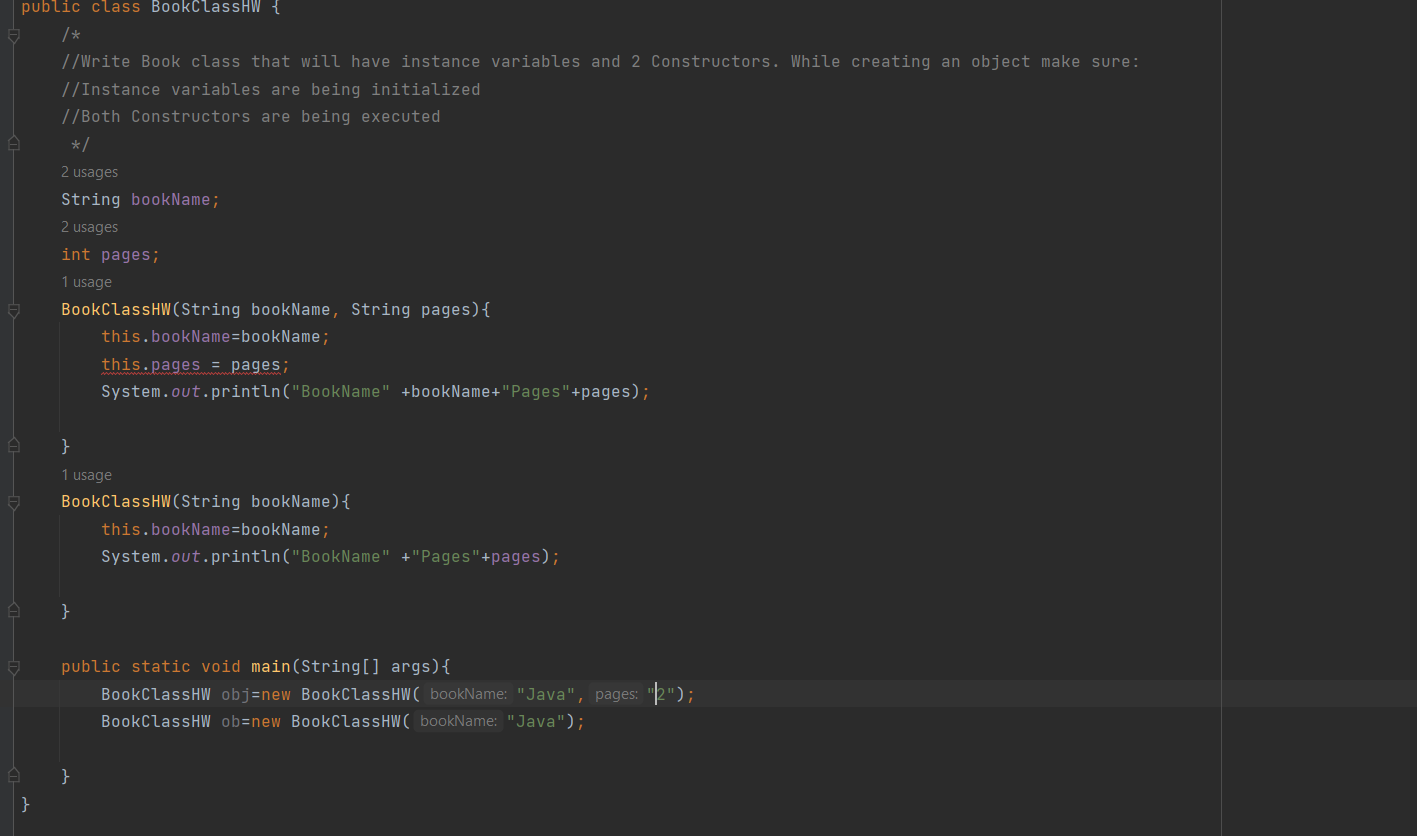 public class BookClassHW {
/*
//Write Book class that will have instance variables and 2 Constructors. While creating an object make sure:
//Instance variables are being initialized
//Both Constructors are being executed
*/
2 usages
String bookName;
2 usages
int pages;
1 usage
BookClassHW(String bookName, String pages){
this.bookName=bookName;
this.pages = pages;
System.out.println("BookName" +bookName+"Pages"+pages);
}
1 usage
BookClassHW(String bookName){
this.bookName=bookName;
System.out.println("BookName" +"Pages"+pages);
}
public static void main(String[] args){
BookClassHW obj=new BookClassHW( bookName: "Java", pages: "2");
BookClassHW ob=new BookClassHW( bookName: "Java");
}
}